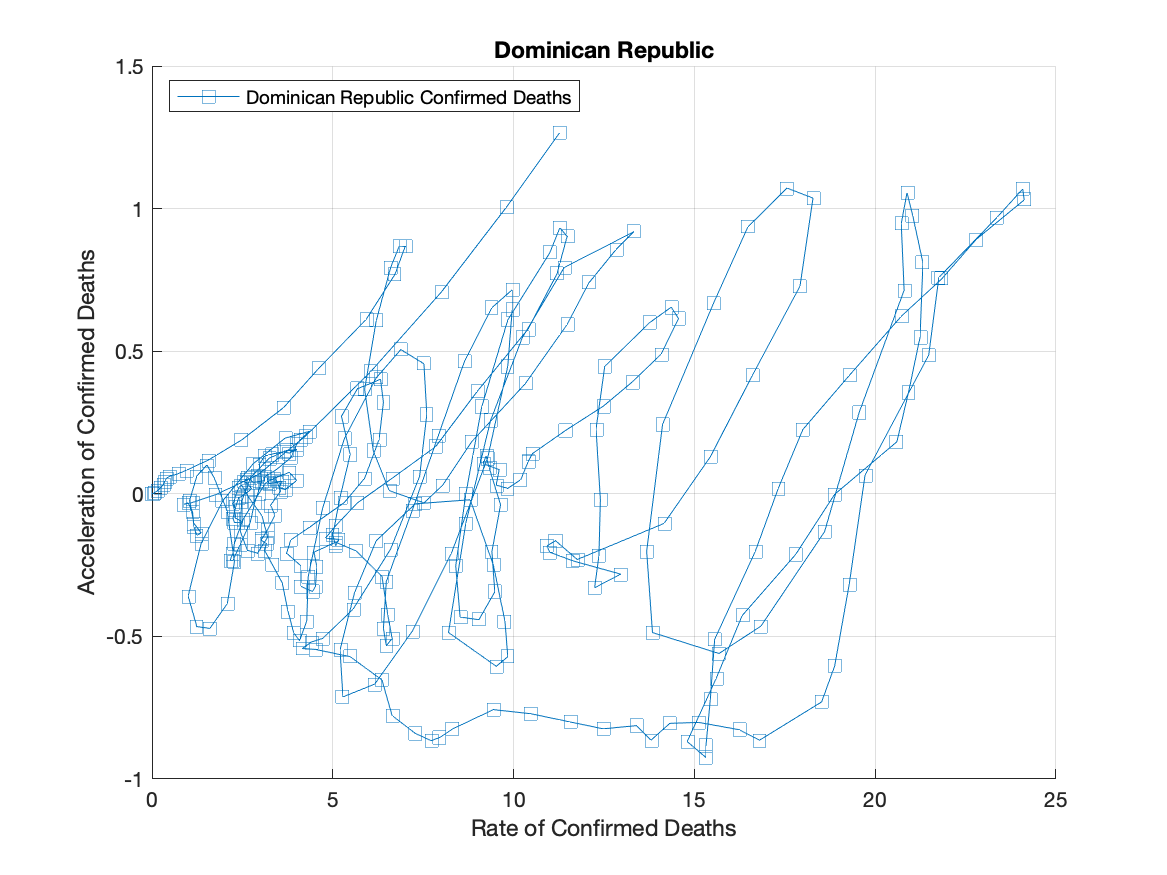 Dominican Republic
1.5
Dominican Republic Confirmed Deaths
1
0.5
0
-0.5
-1
Acceleration of Confirmed Deaths
0 5 10 15 20 25
Rate of Confirmed Deaths